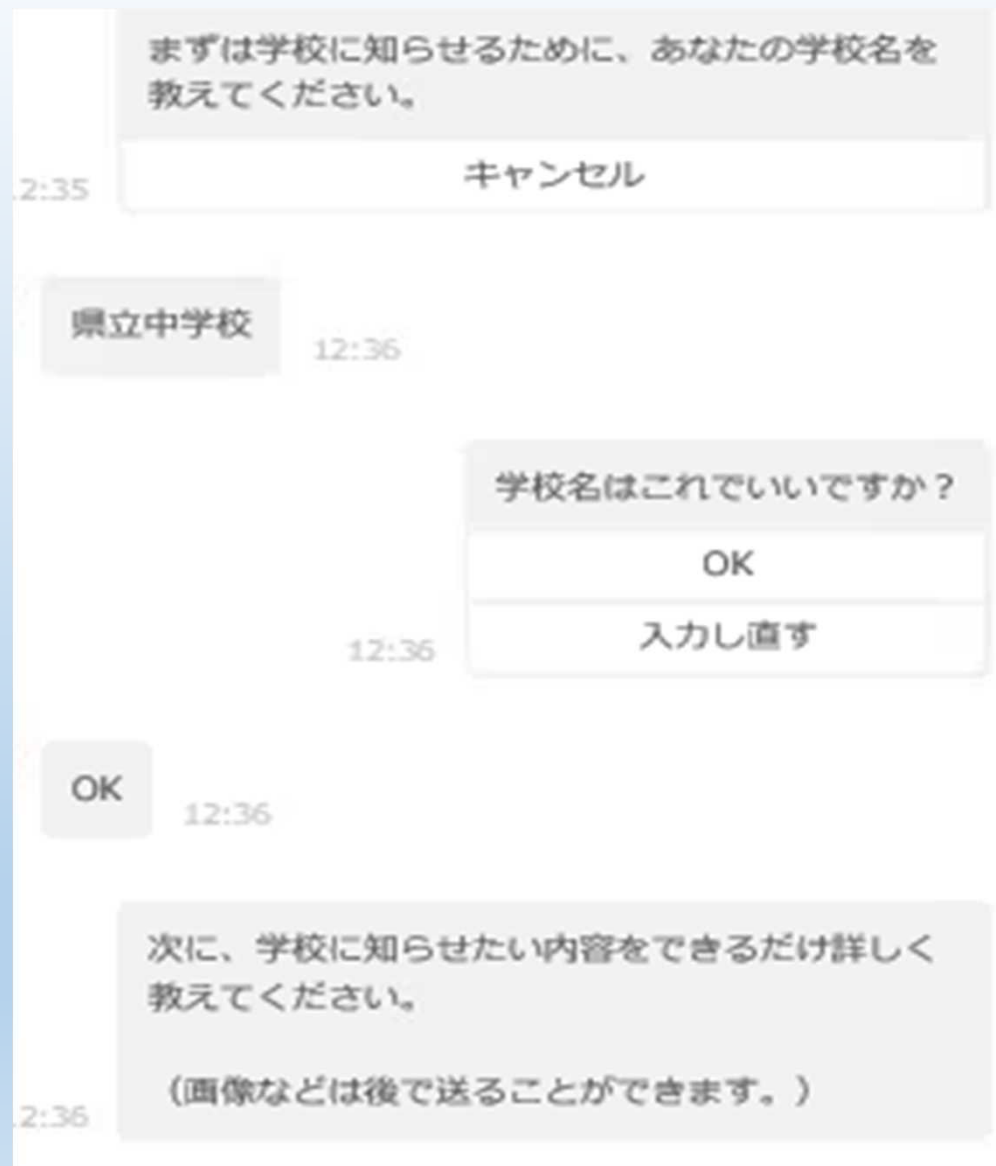 まずは学校に知らせるために、あなたの学校名を
教えてください。
キャンセル
2:35
県立中学校
12:36
学校名はこれでいいですか？
OK
入力し直す
12:36
OK
12:36
次に、学校に知らせたい内容をできるだけ詳しく
教えてください。
（画像などは後で送ることができます。）
2:36